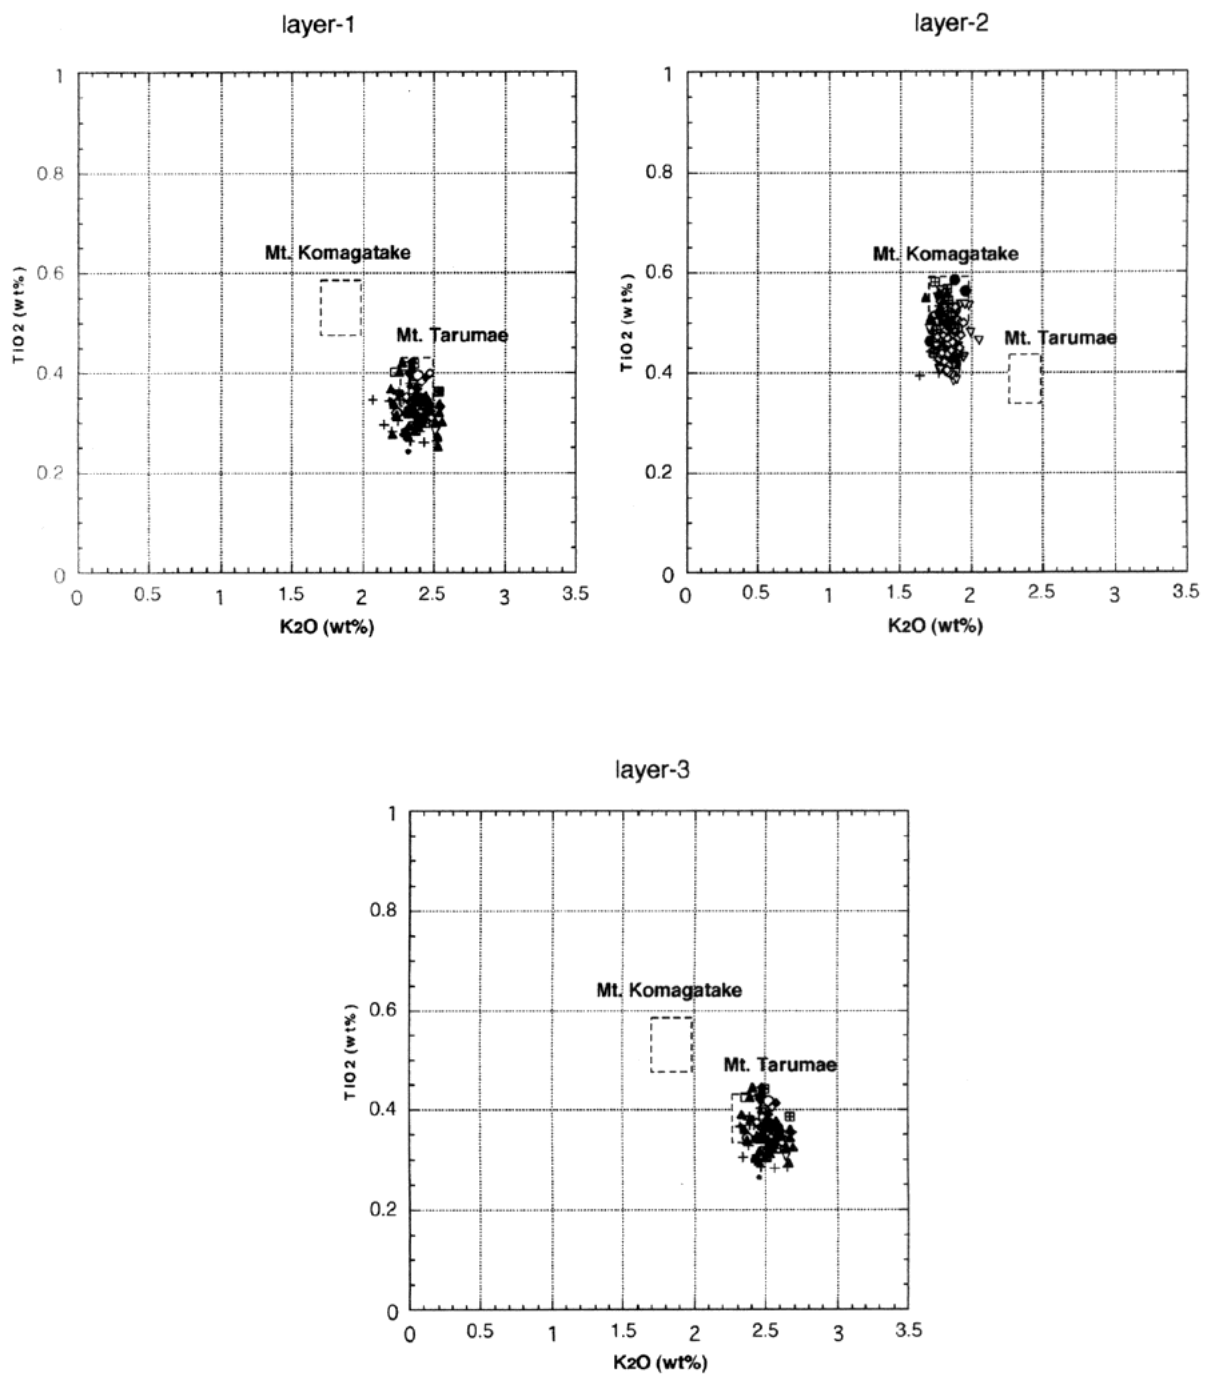 layer-1
1
0.8
Mt. Komagatake
0.6
TiO2 (wt%)
Mt. Tarumae
0.4
0.2
0
0 0.5 1 1.5 2 2.5 3 3.5
K2O (wt%)
layer-2
1
0.8
Mt. Komagatake
0.6
TiO2 (wt%)
Mt. Tarumae
0.4
0.2
0
0 0.5 1 1.5 2 2.5 3 3.5
K2O (wt%)
layer-3
1
0.8
Mt. Komagatake
0.6
TiO2 (wt%)
Mt. Tarumae
0.4
0.2
0
0 0.5 1 1.5 2 2.5 3 3.5
K2O (wt%)